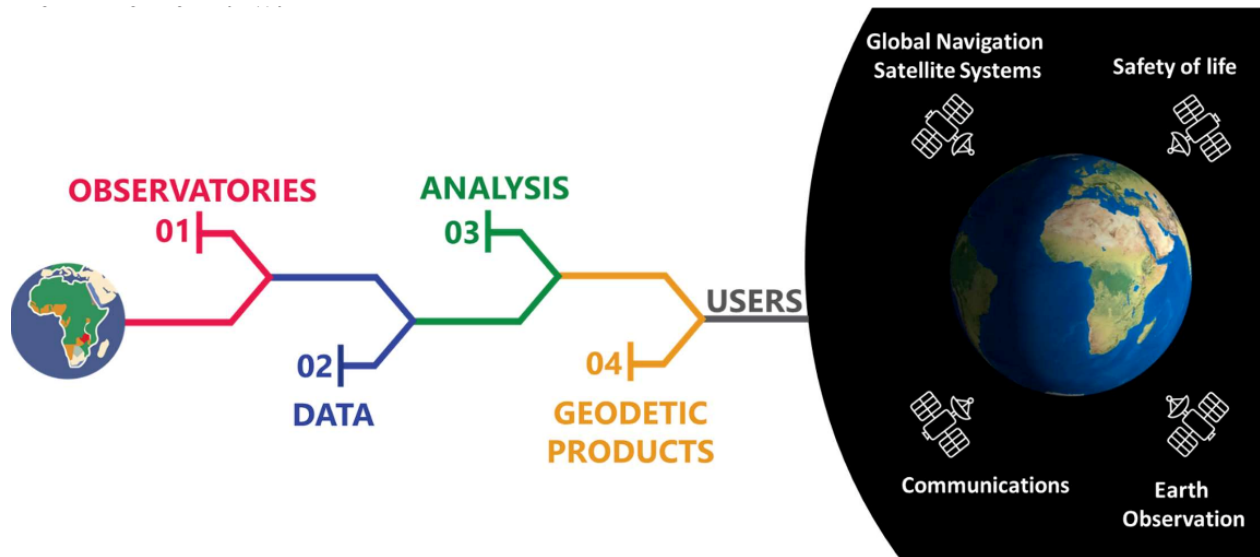 OBSERVATORIES
01
02
DATA
ANALYSIS
03
04
GEODETIC
PRODUCTS
USERS
Global Navigation
Satellite Systems
Safety of life
Communications
Earth
Observation